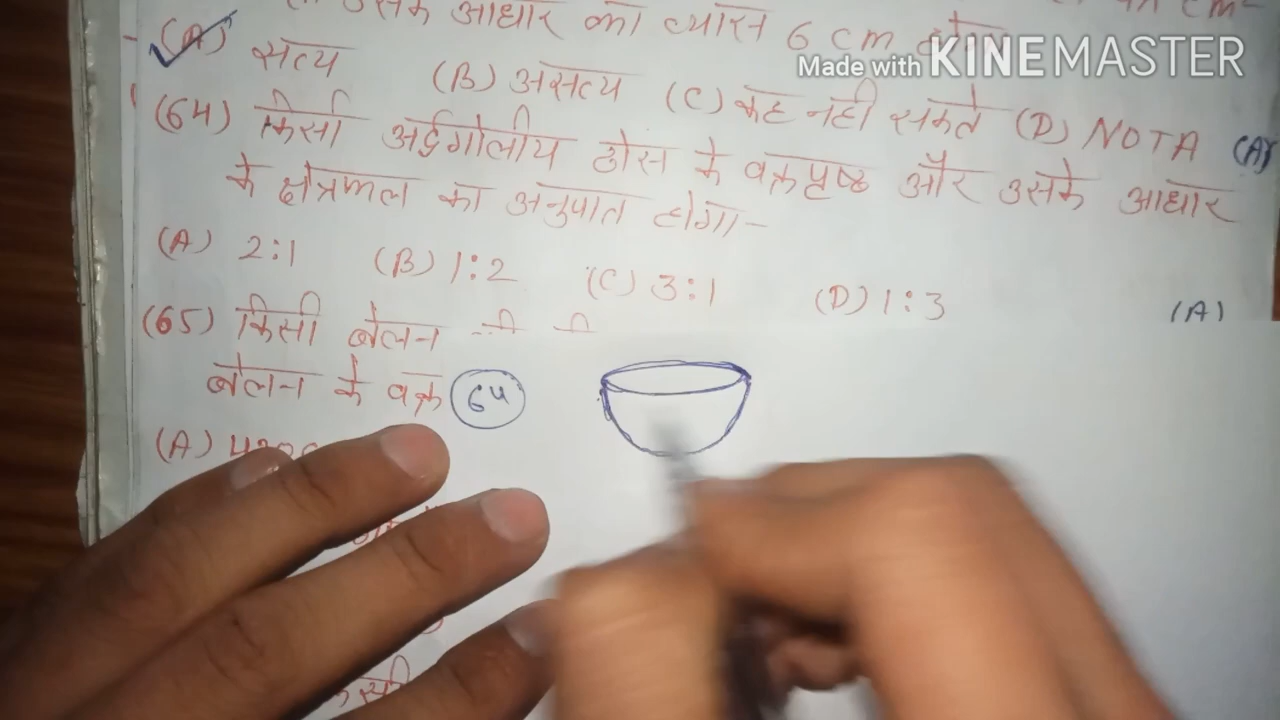 उसके आधार का व्यास 6 cm
Made with KINEMASTER
(A) सत्य (B) असत्य (C) कह नही सकते (D) NOTA (A)
(64) किसी अर्द्धगोलीय ठोस के वक्रपृष्ठ और उसके आधार
के क्षेत्रफल का अनुपात होगा-
(A) 2:1 (B) 1:2 (C) 3:1 (D) 1:3 (A)
(65) किसी बेलन
बेलन के वक्र
64
(A)